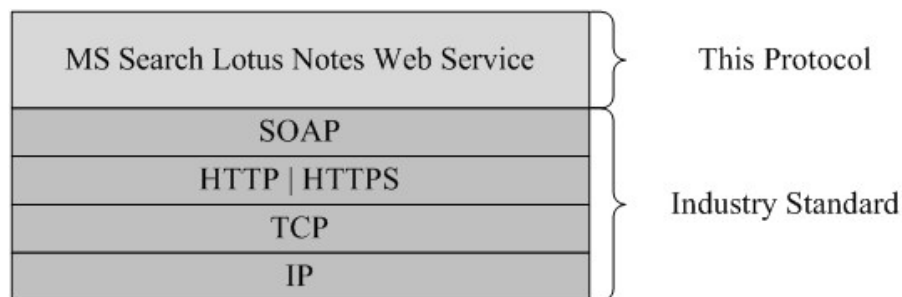 MS Search Lotus Notes Web Service
This Protocol
SOAP
HTTP | HTTPS
TCP
IP
Industry Standard